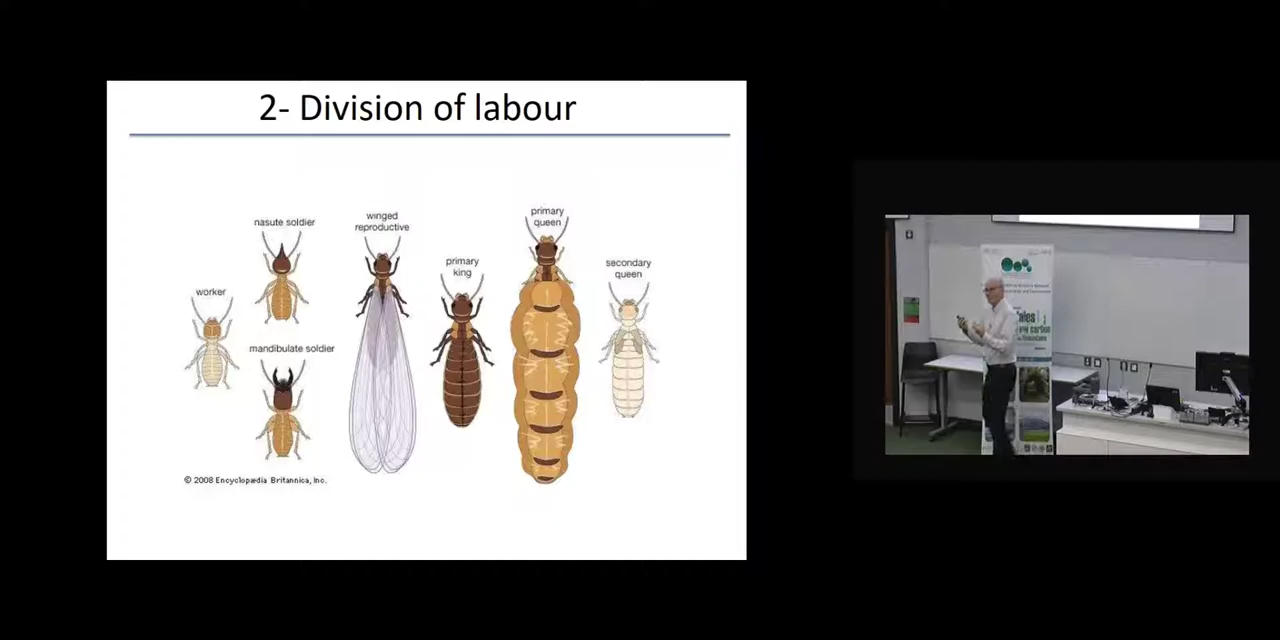 2- Division of labour
nasute soldier
winged
reproductive
primary
queen
primary
king
secondary
queen
worker
mandibulate soldier
© 2008 Encyclopædia Britannica, Inc.